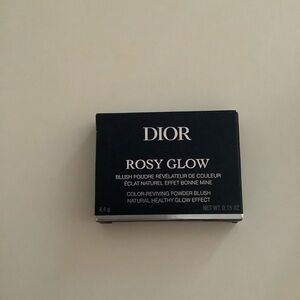 DIOR
ROSY GLOW
BLUSH POUDRE RÉVÉLATEUR DE COULEUR
ÉCLAT NATUREL EFFET BONNE MINE
COLOR-REVIVING POWDER BLUSH
NATURAL HEALTHY GLOW EFFECT
4,4 g NET WT. 0.15 OZ